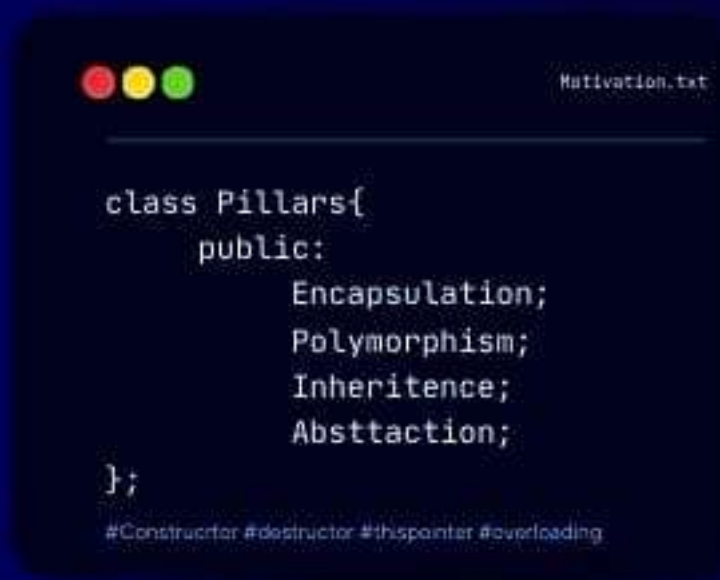 Motivation.txt
class Pillars{
public:
Encapsulation;
Polymorphism;
Inheritence;
Absttaction;
};
#Construcrtor #destructor #thispointer #overloading